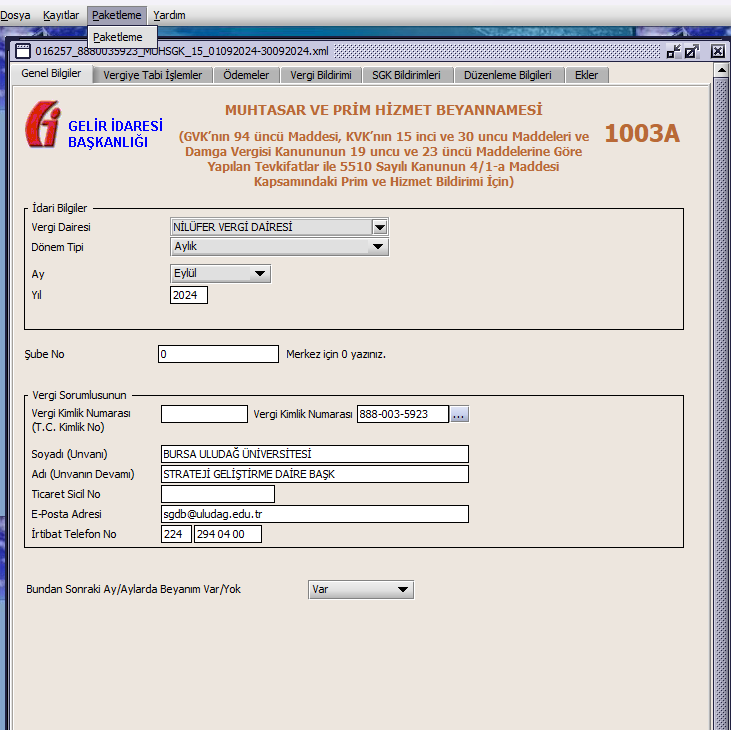 Dosya Kayıtlar Paketleme Yardım
Paketleme
016257_8880035923_MUHSGK_15_01092024-30092024.xml
Genel Bilgiler Vergiye Tabi İşlemler Ödemeler Vergi Bildirimi SGK Bildirimleri Düzenleme Bilgileri Ekler
GELİR İDARESİ
BAŞKANLIĞI
MUHTASAR VE PRİM HİZMET BEYANNAMESİ
(GVK'nın 94 üncü Maddesi, KVK'nın 15 inci ve 30 uncu Maddeleri ve
Damga Vergisi Kanununun 19 uncu ve 23 üncü Maddelerine Göre
Yapılan Tevkifatlar ile 5510 Sayılı Kanunun 4/1-a Maddesi
Kapsamındaki Prim ve Hizmet Bildirimi İçin)
1003A
İdari Bilgiler
Vergi Dairesi NİLÜFER VERGİ DAİRESİ
Dönem Tipi Aylık
Ay Eylül
Yıl 2024
Şube No 0 Merkez için 0 yazınız.
Vergi Sorumlusunun
Vergi Kimlik Numarası Vergi Kimlik Numarası 888-003-5923 ...
(T.C. Kimlik No)
Soyadı (Unvanı) BURSA ULUDAĞ ÜNİVERSİTESİ
Adı (Unvanın Devamı) STRATEJİ GELİŞTİRME DAİRE BAŞK
Ticaret Sicil No
E-Posta Adresi sgdb@uludag.edu.tr
İrtibat Telefon No 224 294 04 00
Bundan Sonraki Ay/Aylarda Beyanım Var/Yok Var